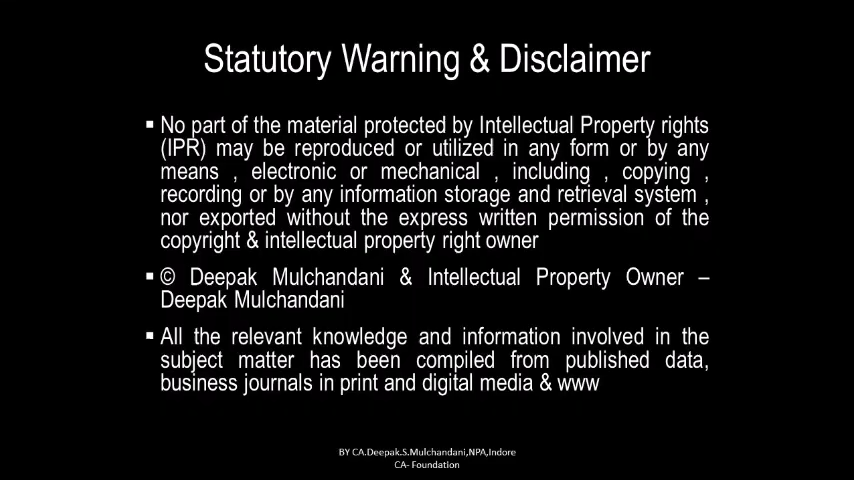 Statutory Warning & Disclaimer
▪ No part of the material protected by Intellectual Property rights
(IPR) may be reproduced or utilized in any form or by any
means , electronic or mechanical , including , copying ,
recording or by any information storage and retrieval system ,
nor exported without the express written permission of the
copyright & intellectual property right owner
▪ © Deepak Mulchandani & Intellectual Property Owner –
Deepak Mulchandani
▪ All the relevant knowledge and information involved in the
subject matter has been compiled from published data,
business journals in print and digital media & www
BY CA.Deepak.S.Mulchandani,NPA,Indore
CA- Foundation